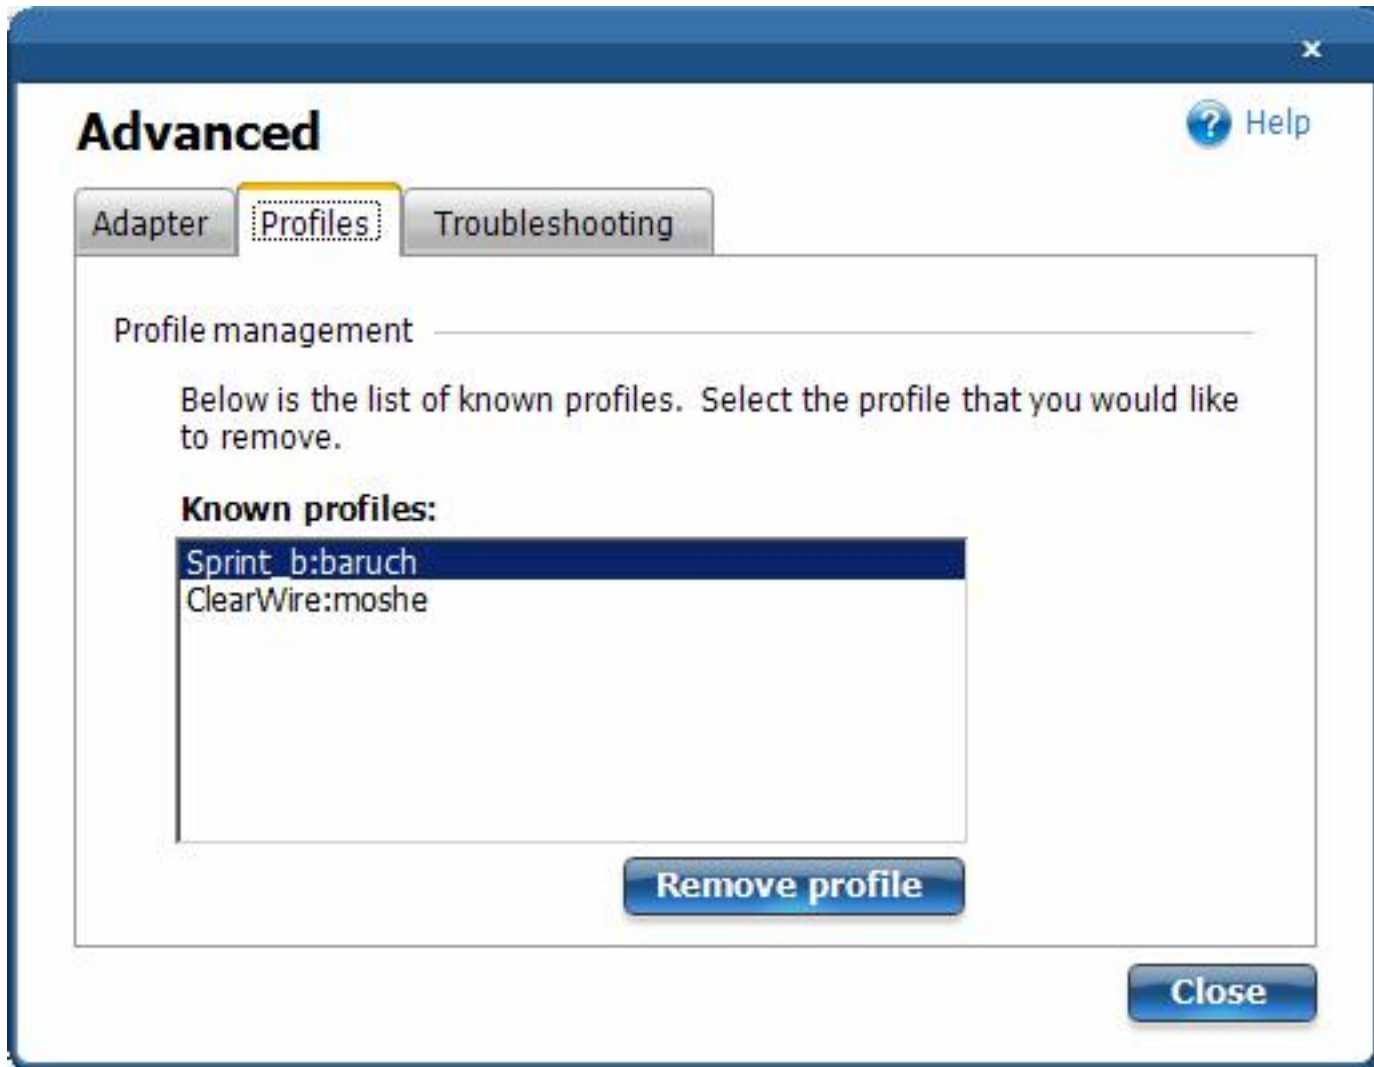 x
Advanced
? Help
Adapter Profiles Troubleshooting
Profile management
Below is the list of known profiles. Select the profile that you would like
to remove.
Known profiles:
Sprint_b:baruch
ClearWire:moshe
Remove profile
Close